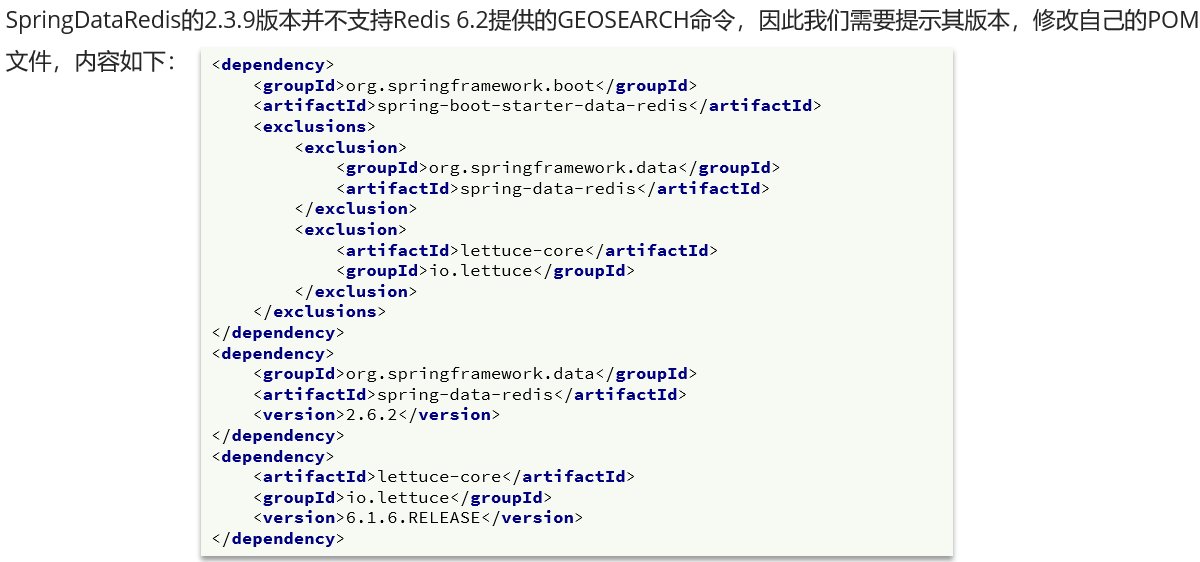 SpringDataRedis的2.3.9版本并不支持Redis 6.2提供的GEOSEARCH命令，因此我们需要提示其版本，修改自己的POM
文件，内容如下：
<dependency>
    <groupId>org.springframework.boot</groupId>
    <artifactId>spring-boot-starter-data-redis</artifactId>
    <exclusions>
        <exclusion>
            <groupId>org.springframework.data</groupId>
            <artifactId>spring-data-redis</artifactId>
        </exclusion>
        <exclusion>
            <artifactId>lettuce-core</artifactId>
            <groupId>io.lettuce</groupId>
        </exclusion>
    </exclusions>
</dependency>
<dependency>
    <groupId>org.springframework.data</groupId>
    <artifactId>spring-data-redis</artifactId>
    <version>2.6.2</version>
</dependency>
<dependency>
    <artifactId>lettuce-core</artifactId>
    <groupId>io.lettuce</groupId>
    <version>6.1.6.RELEASE</version>
</dependency>